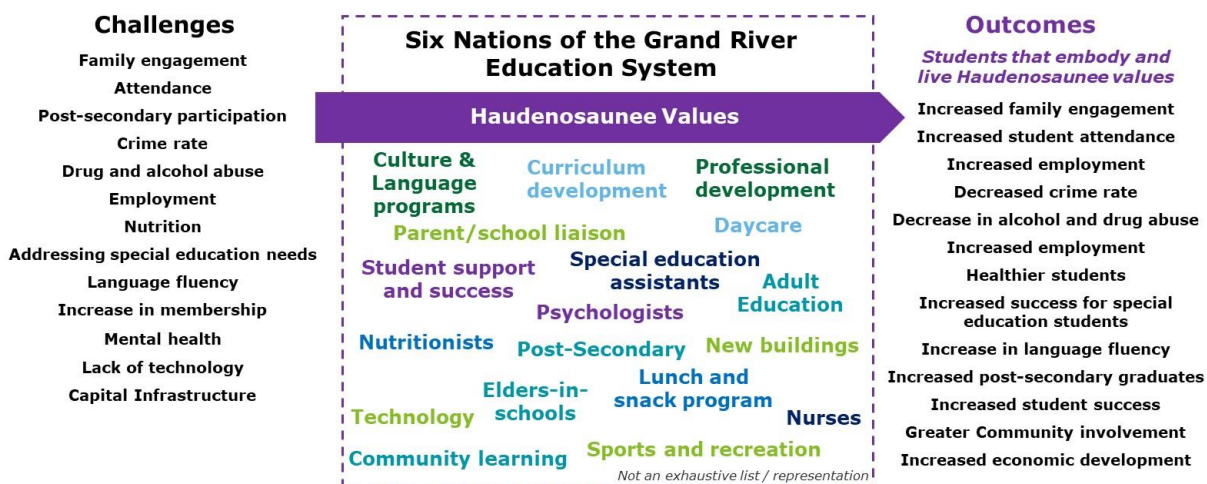 Challenges
Family engagement
Attendance
Post-secondary participation
Crime rate
Drug and alcohol abuse
Employment
Nutrition
Addressing special education needs
Language fluency
Increase in membership
Mental health
Lack of technology
Capital Infrastructure
Six Nations of the Grand River
Education System
Haudenosaunee Values
Culture &
Language
programs
Curriculum
development
Professional
development
Parent/school liaison
Daycare
Student support
and success
Special education
assistants
Adult
Education
Psychologists
Nutritionists
Post-Secondary
New buildings
Elders-in-
schools
Lunch and
snack program
Technology
Nurses
Sports and recreation
Community learning
Not an exhaustive list / representation
Outcomes
Students that embody and
live Haudenosaunee values
Increased family engagement
Increased student attendance
Increased employment
Decreased crime rate
Decrease in alcohol and drug abuse
Increased employment
Healthier students
Increased success for special
education students
Increase in language fluency
Increased post-secondary graduates
Increased student success
Greater Community involvement
Increased economic development